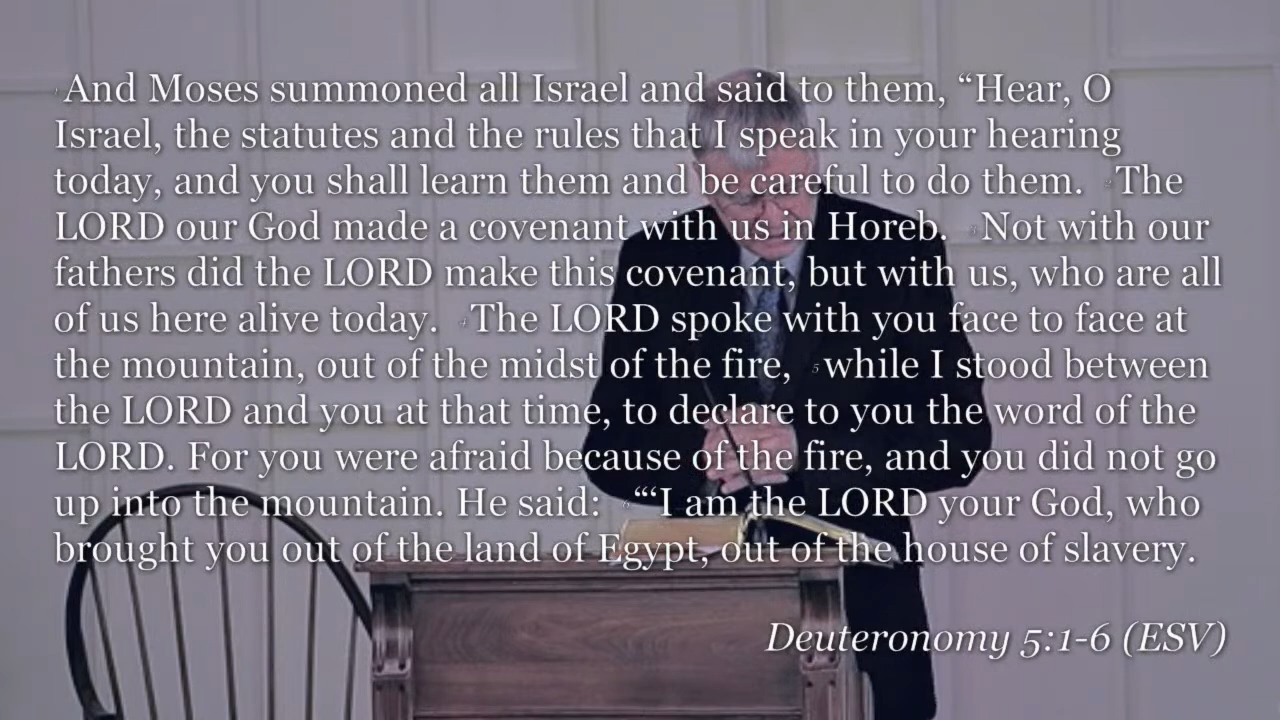 1 And Moses summoned all Israel and said to them, “Hear, O
Israel, the statutes and the rules that I speak in your hearing
today, and you shall learn them and be careful to do them. 2 The
LORD our God made a covenant with us in Horeb. 3 Not with our
fathers did the LORD make this covenant, but with us, who are all
of us here alive today. 4 The LORD spoke with you face to face at
the mountain, out of the midst of the fire, 5 while I stood between
the LORD and you at that time, to declare to you the word of the
LORD. For you were afraid because of the fire, and you did not go
up into the mountain. He said: 6 “‘I am the LORD your God, who
brought you out of the land of Egypt, out of the house of slavery.
Deuteronomy 5:1-6 (ESV)